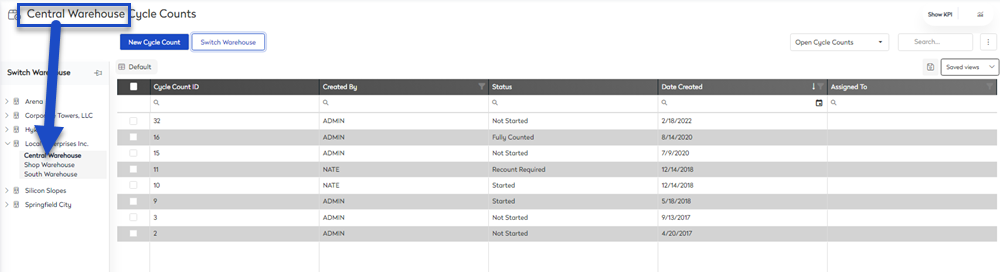 Central Warehouse Cycle Counts
Show KPI
New Cycle Count
Switch Warehouse
Open Cycle Counts
Search...
Switch Warehouse
Default
Saved views
Cycle Count ID Created By Status Date Created Assigned To
Arena
Corporate Towers, LLC
Local Enterprises Inc.
Central Warehouse
Shop Warehouse
South Warehouse
Silicon Slopes
Springfield City
32 ADMIN Not Started 2/18/2022
16 ADMIN Fully Counted 8/14/2020
15 ADMIN Not Started 7/9/2020
11 NATE Recount Required 12/14/2018
10 NATE Started 12/14/2018
9 ADMIN Started 5/18/2018
3 ADMIN Not Started 9/13/2017
2 ADMIN Not Started 4/20/2017